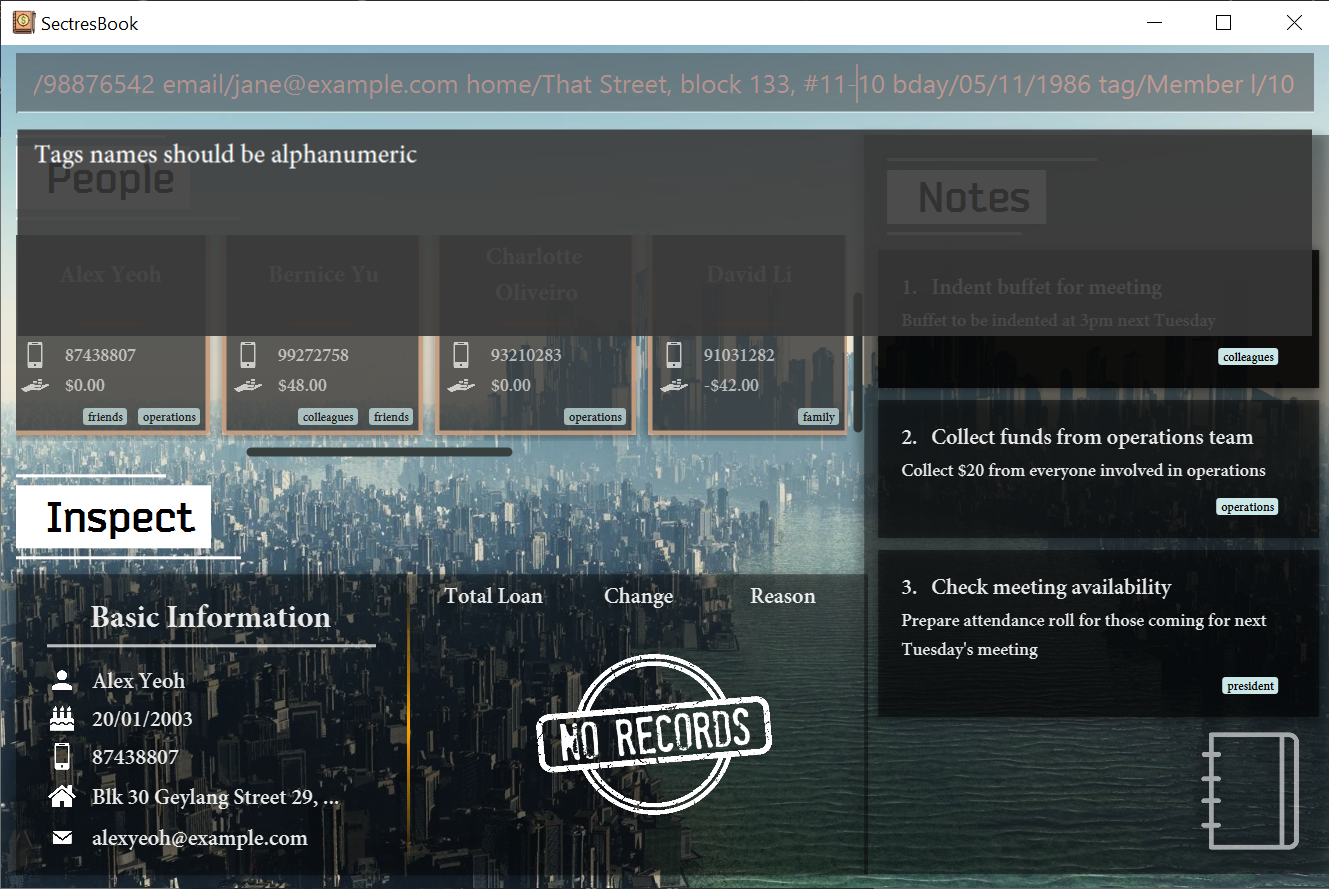 SectresBook
/98876542 email/jane@example.com home/That Street, block 133, #11-10 bday/05/11/1986 tag/Member l/10
Tags names should be alphanumeric
People
Alex Yeoh
87438807
$0.00
friends operations
Bernice Yu
99272758
$48.00
colleagues friends
Charlotte
Oliveiro
93210283
$0.00
operations
David Li
91031282
-$42.00
family
Inspect
Basic Information
Alex Yeoh
20/01/2003
87438807
Blk 30 Geylang Street 29, ...
alexyeoh@example.com
Total Loan Change Reason
NO RECORDS
Notes
1. Indent buffet for meeting
Buffet to be indented at 3pm next Tuesday
colleagues
2. Collect funds from operations team
Collect $20 from everyone involved in operations
operations
3. Check meeting availability
Prepare attendance roll for those coming for next
Tuesday's meeting
president